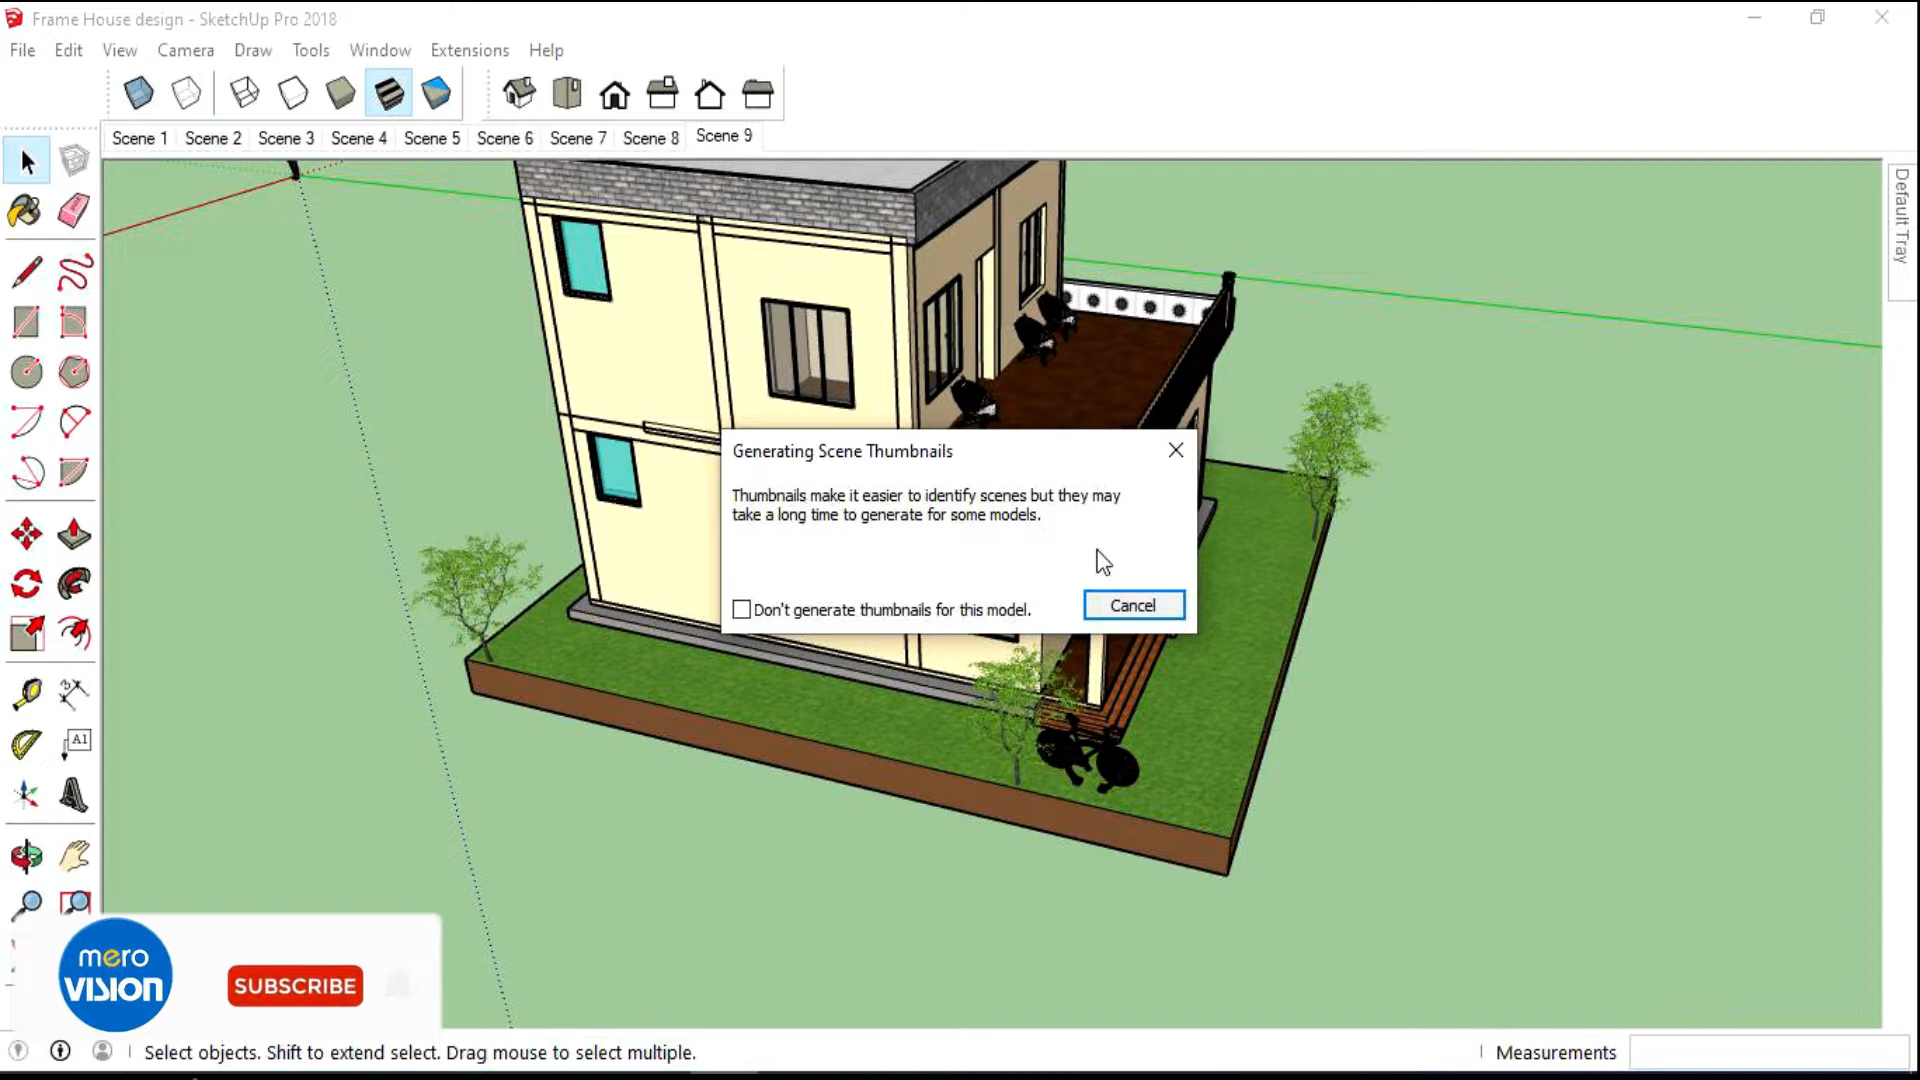 Frame House design - SketchUp Pro 2018
File Edit View Camera Draw Tools Window Extensions Help
Scene 1 Scene 2 Scene 3 Scene 4 Scene 5 Scene 6 Scene 7 Scene 8 Scene 9
Default Tray
Generating Scene Thumbnails
Thumbnails make it easier to identify scenes but they may
take a long time to generate for some models.
Don't generate thumbnails for this model.
Cancel
A1
mero
VISION
SUBSCRIBE
Select objects. Shift to extend select. Drag mouse to select multiple.
Measurements